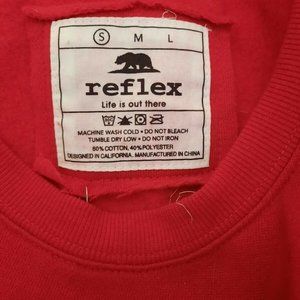 S M L
reflex
Life is out there
MACHINE WASH COLD • DO NOT BLEACH
TUMBLE DRY LOW • DO NOT IRON
60% COTTON, 40% POLYESTER
DESIGNED IN CALIFORNIA. MANUFACTURED IN CHINA